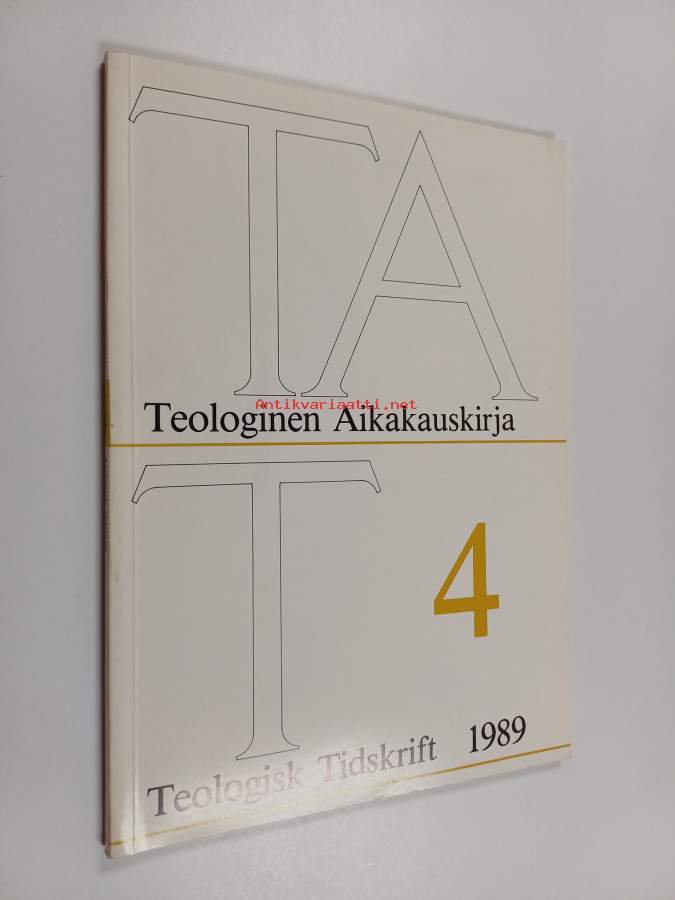 TA
Antikvariaatti.net
Teologinen Aikakauskirja
T
4
Teologisk Tidskrift 1989